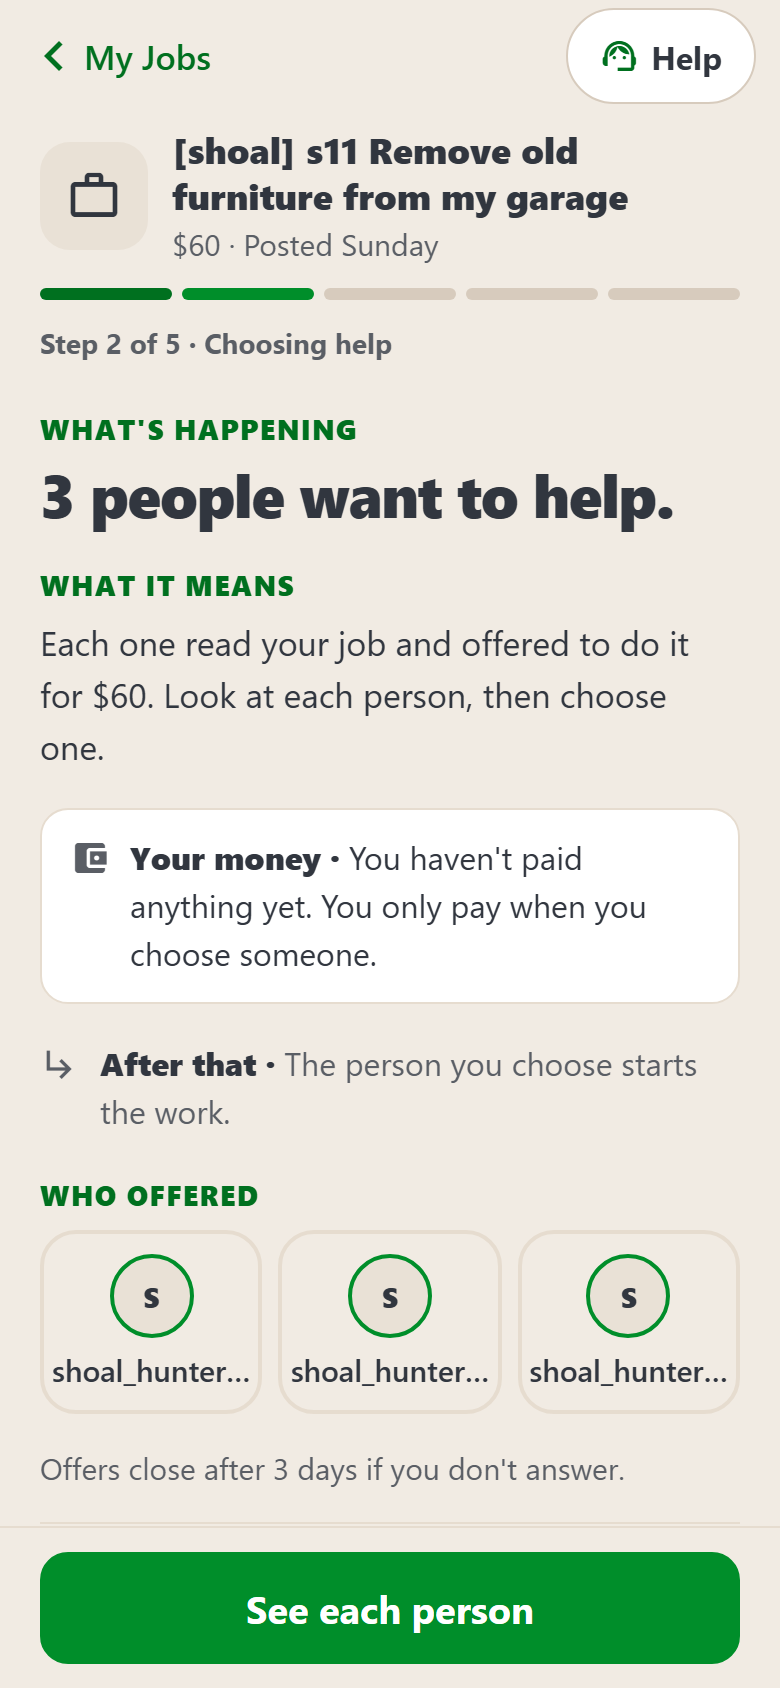 My Jobs
Help
[shoal] s11 Remove old
furniture from my garage
$60 · Posted Sunday
Step 2 of 5 · Choosing help
WHAT'S HAPPENING
3 people want to help.
WHAT IT MEANS
Each one read your job and offered to do it
for $60. Look at each person, then choose
one.
Your money · You haven't paid
anything yet. You only pay when you
choose someone.
After that · The person you choose starts
the work.
WHO OFFERED
S
S
S
shoal_hunter...
shoal_hunter...
shoal_hunter...
Offers close after 3 days if you don't answer.
See each person